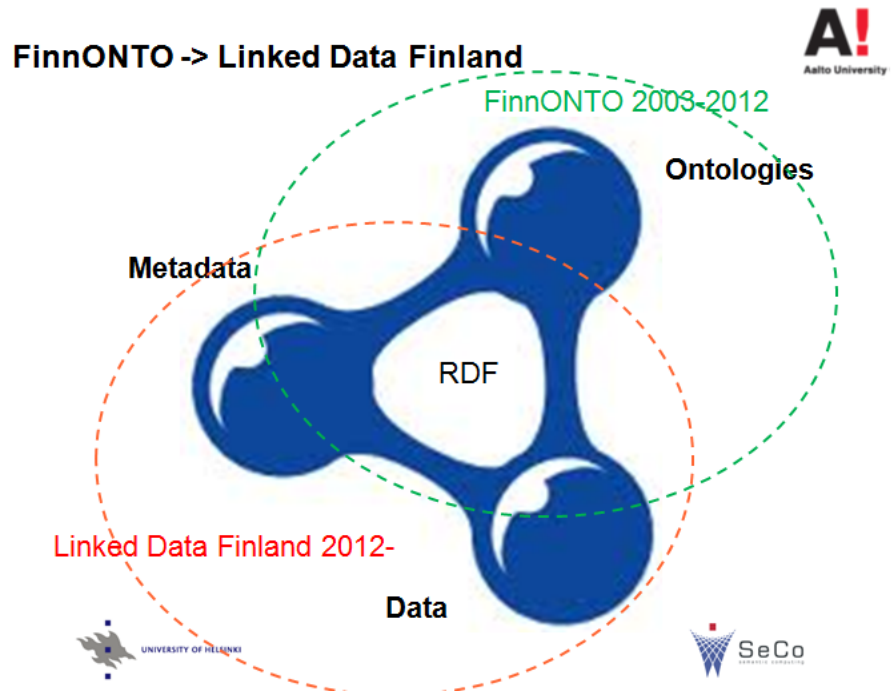 FinnONTO -> Linked Data Finland
A!
Aalto University
FinnONTO 2003-2012
Ontologies
Metadata
RDF
Linked Data Finland 2012-
Data
UNIVERSITY OF HELSINKI
SeCo
semantic computing